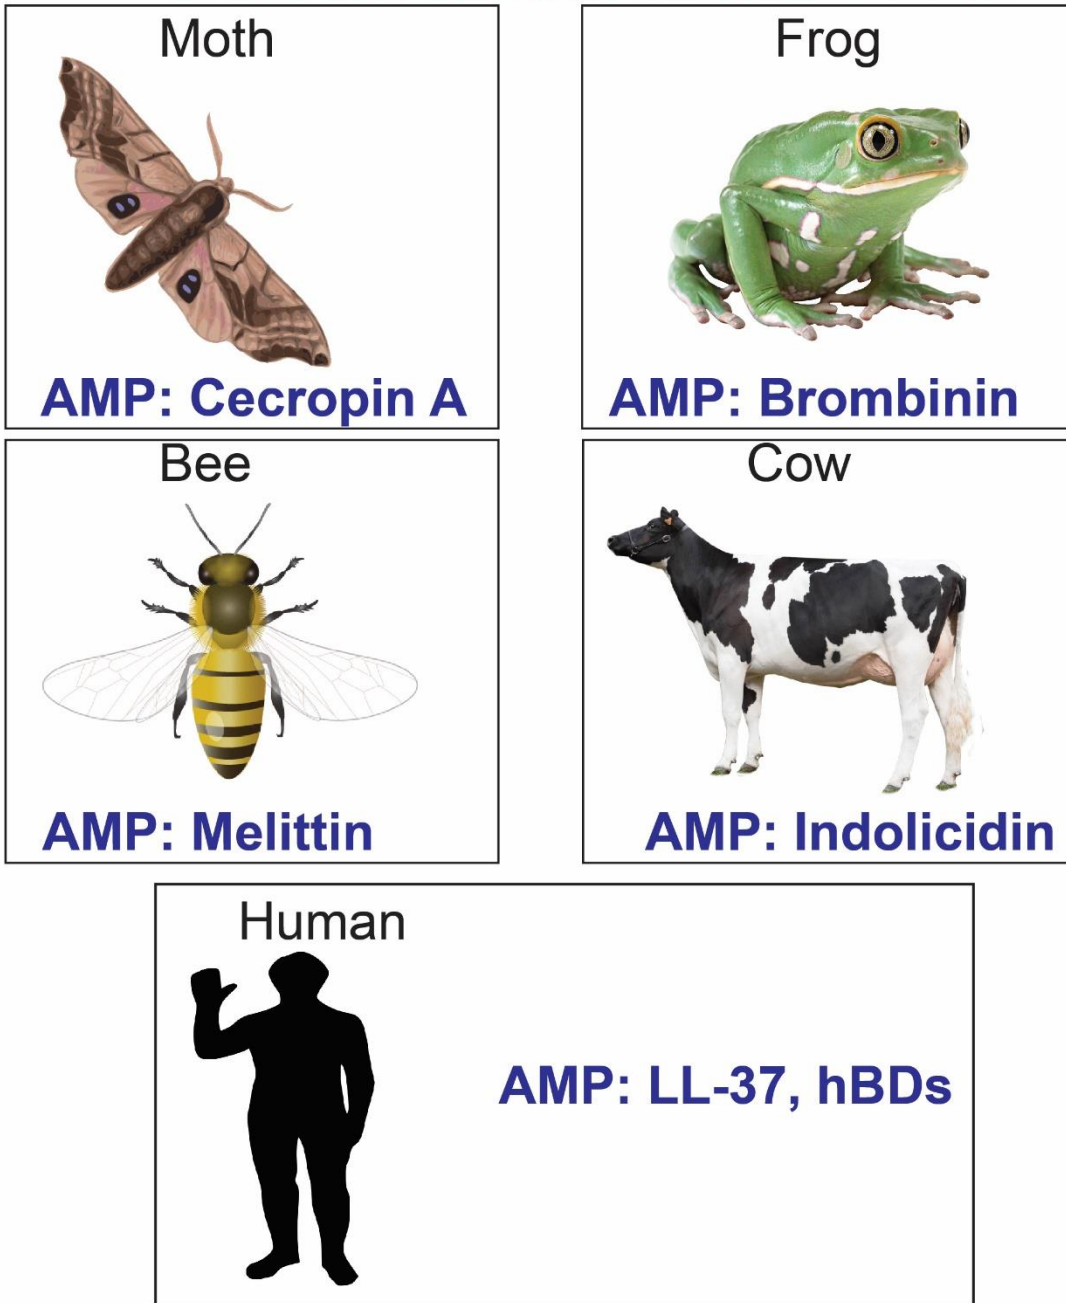 Moth
AMP: Cecropin A
Frog
AMP: Brombinin
Bee
AMP: Melittin
Cow
AMP: Indolicidin
Human
AMP: LL-37, hBDs